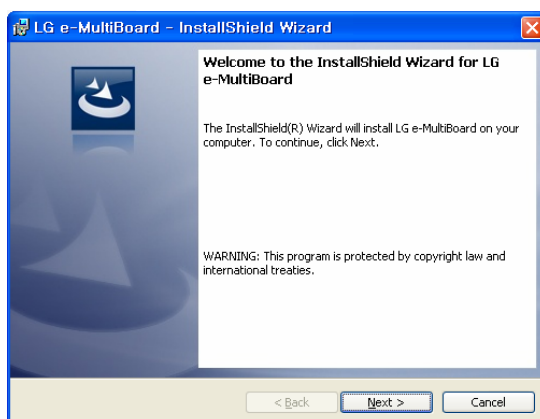 LG e-MultiBoard - InstallShield Wizard
Welcome to the InstallShield Wizard for LG
e-MultiBoard
The InstallShield(R) Wizard will install LG e-MultiBoard on your
computer. To continue, click Next.
WARNING: This program is protected by copyright law and
international treaties.
< Back Next > Cancel